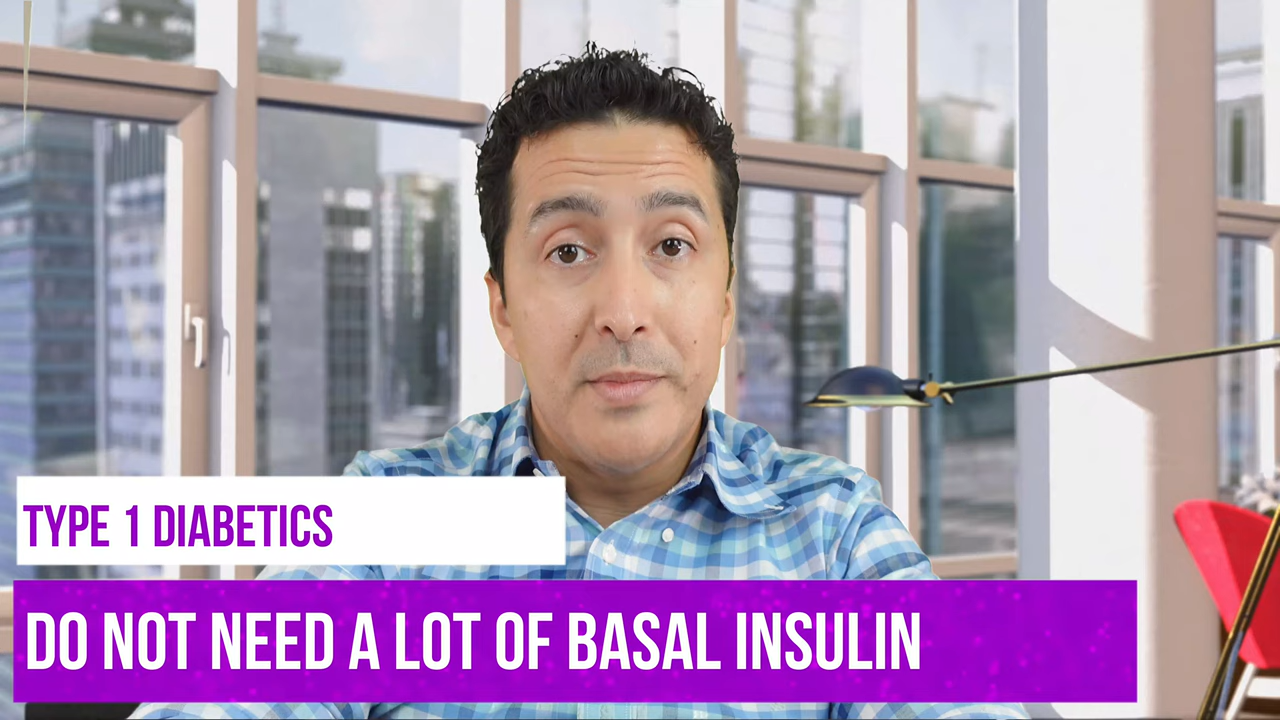 TYPE 1 DIABETICS
DO NOT NEED A LOT OF BASAL INSULIN